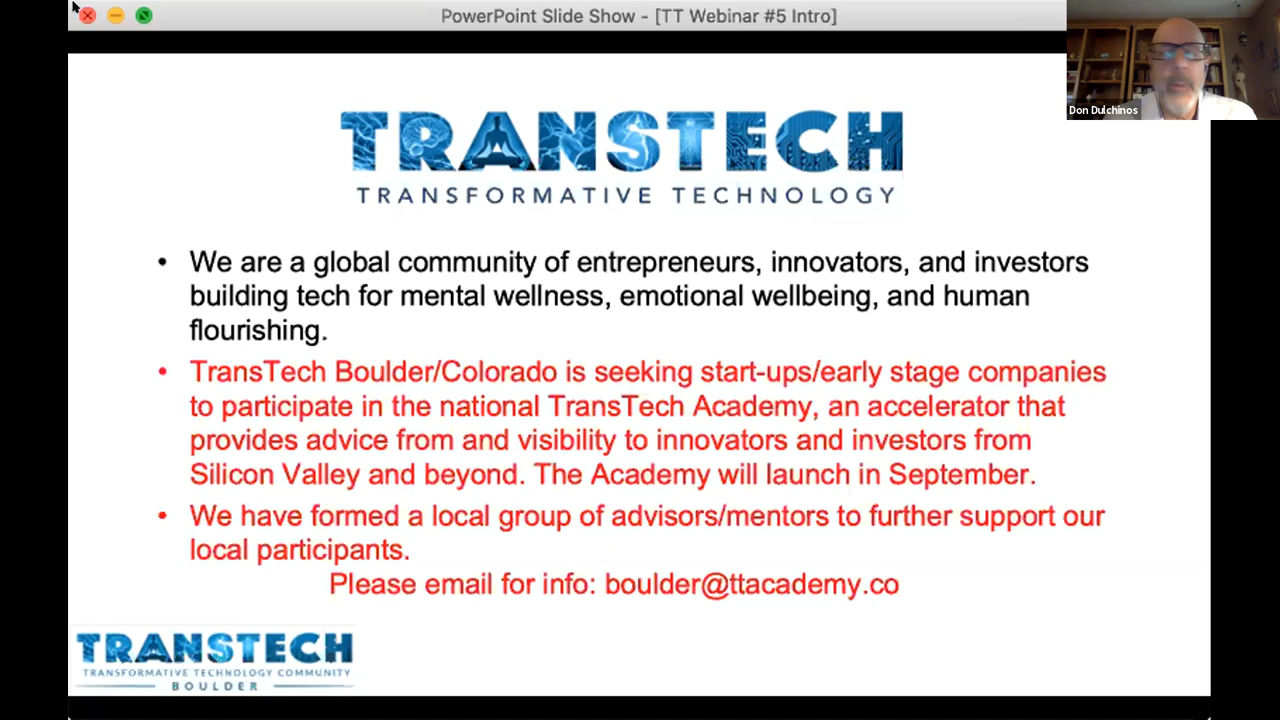 PowerPoint Slide Show - [TT Webinar #5 Intro]
Don Dulchinos
TRANSTECH
TRANSFORMATIVE TECHNOLOGY
• We are a global community of entrepreneurs, innovators, and investors
building tech for mental wellness, emotional wellbeing, and human
flourishing.
• TransTech Boulder/Colorado is seeking start-ups/early stage companies
to participate in the national TransTech Academy, an accelerator that
provides advice from and visibility to innovators and investors from
Silicon Valley and beyond. The Academy will launch in September.
• We have formed a local group of advisors/mentors to further support our
local participants.
Please email for info: boulder@ttacademy.co
TRANSTECH
TRANSFORMATIVE TECHNOLOGY COMMUNITY
BOULDER